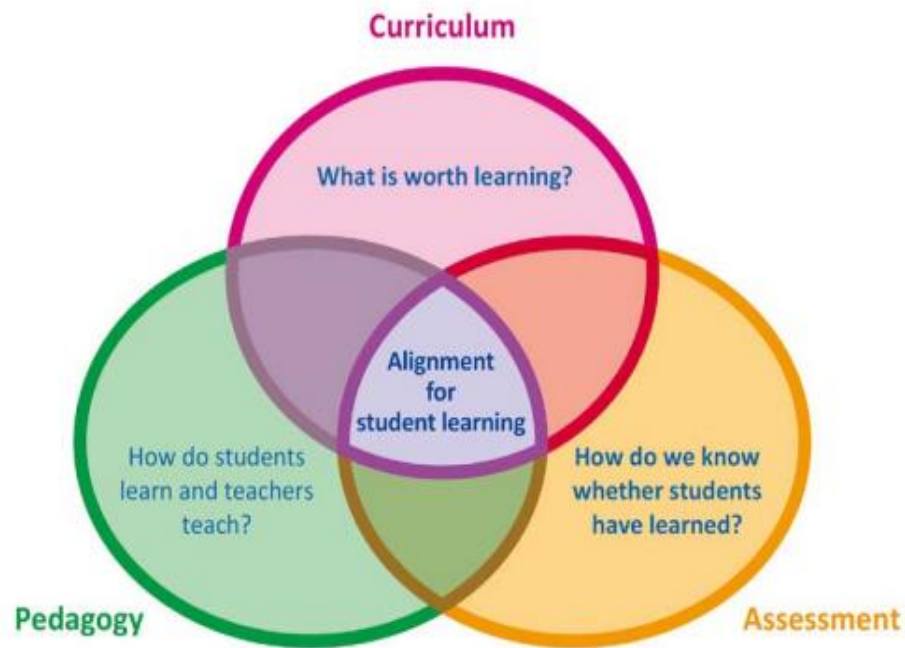 Curriculum
What is worth learning?
Alignment
for
student learning
How do students
learn and teachers
teach?
How do we know
whether students
have learned?
Pedagogy
Assessment